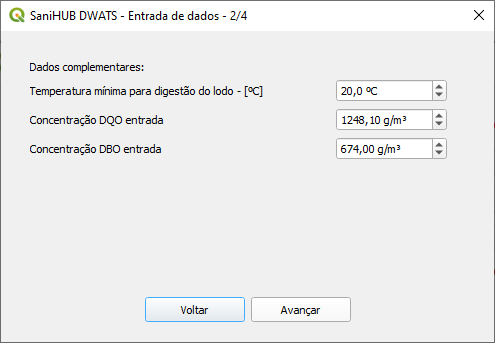 SaniHUB DWATS - Entrada de dados - 2/4
Dados complementares:
Temperatura mínima para digestão do lodo - [ºC] 20,0 ºC
Concentração DQO entrada 1248,10 g/m³
Concentração DBO entrada 674,00 g/m³
Voltar Avançar